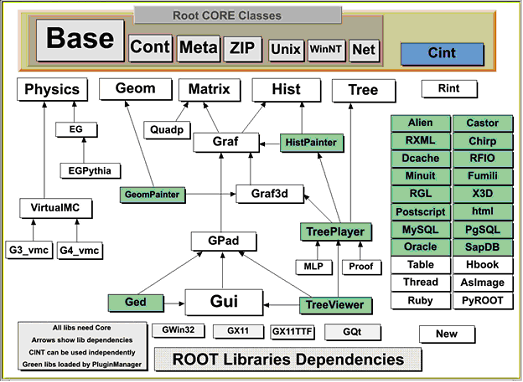 Root CORE Classes
Base Cont Meta ZIP Unix WinNT Net
Cint
Physics Geom Matrix Hist Tree Rint
EG Quadp Graf HistPainter
EGPythia
GeomPainter Graf3d
VirtualMC
G3_vmc G4_vmc
GPad TreePlayer
MLP Proof
Ged Gui TreeViewer
Alien Castor
RXML Chirp
Dcache RFIO
Minuit Fumili
RGL X3D
Postscript html
MySQL PgSQL
Oracle SapDB
Table Hbook
Thread AsImage
Ruby PyROOT
All libs need Core
Arrows show lib dependencies
CINT can be used independently
Green libs loaded by PluginManager
GWin32 GX11 GX11TTF GQt New
ROOT Libraries Dependencies